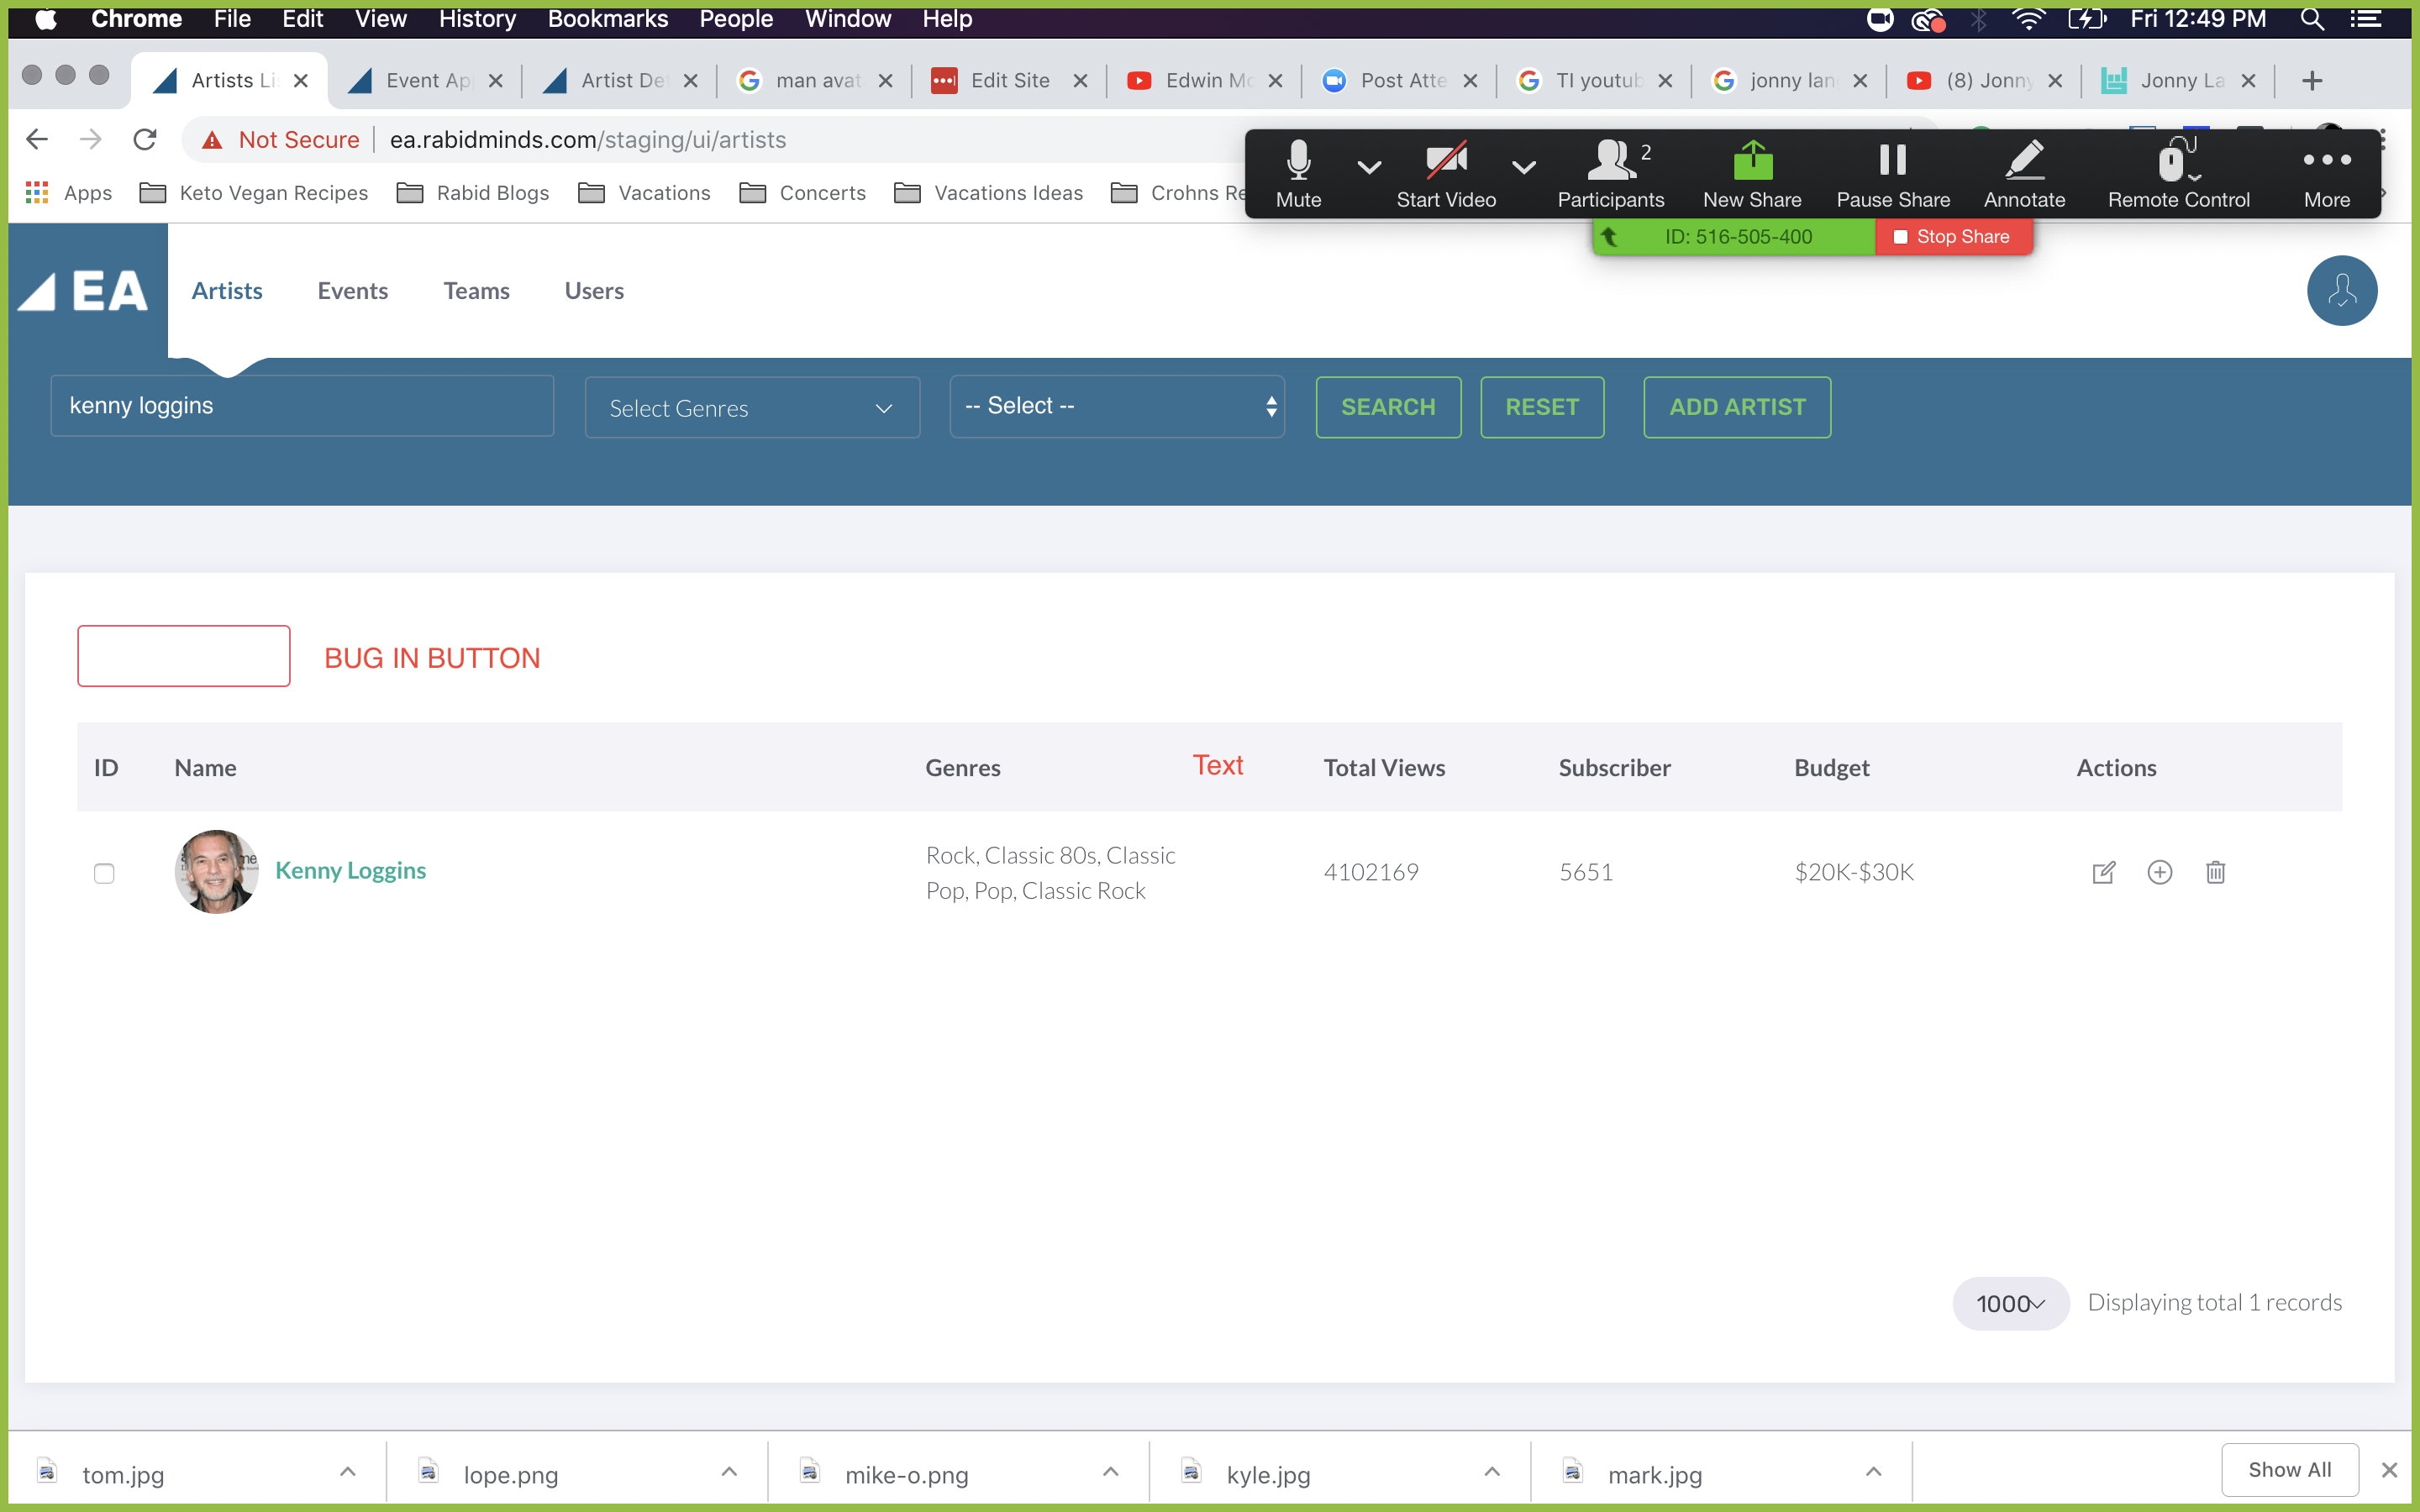 Chrome File Edit View History Bookmarks People Window Help Fri 12:49 PM
Artists Li Event Ap Artist De man avat Edit Site Edwin Mc Post Atte TI youtub jonny lan (8) Jonny Jonny La
Not Secure ea.rabidminds.com/staging/ui/artists
Apps Keto Vegan Recipes Rabid Blogs Vacations Concerts Vacations Ideas Crohns Re
2
Mute Start Video Participants New Share Pause Share Annotate Remote Control More
ID: 516-505-400 Stop Share
EA Artists Events Teams Users
kenny loggins Select Genres -- Select -- SEARCH RESET ADD ARTIST
BUG IN BUTTON
ID Name Genres Text Total Views Subscriber Budget Actions
Kenny Loggins Rock, Classic 80s, Classic 4102169 5651 $20K-$30K
Pop, Pop, Classic Rock
1000 Displaying total 1 records
tom.jpg lope.png mike-o.png kyle.jpg mark.jpg Show All